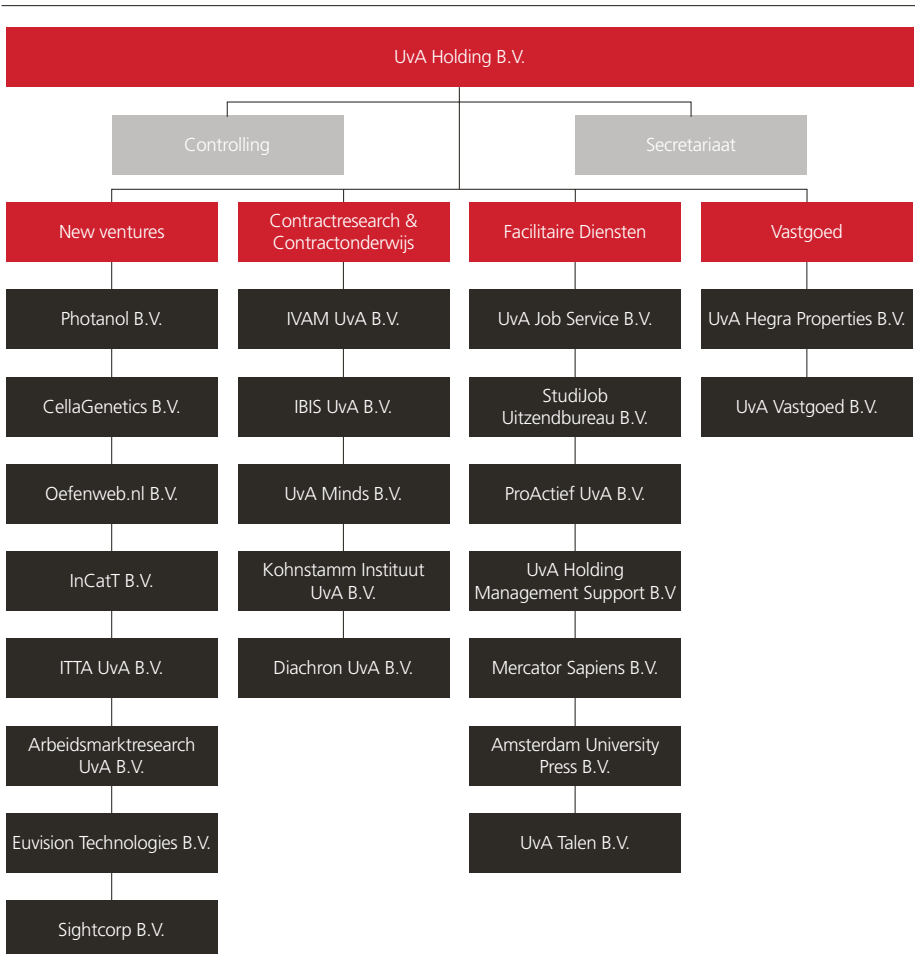 UvA Holding B.V.
Controlling
Secretariaat
New ventures
Contractresearch &
Contractonderwijs
Facilitaire Diensten
Vastgoed
Photanol B.V.
IVAM UvA B.V.
UvA Job Service B.V.
UvA Hegra Properties B.V.
CellaGenetics B.V.
IBIS UvA B.V.
StudiJob
Uitzendbureau B.V.
UvA Vastgoed B.V.
Oefenweb.nl B.V.
UvA Minds B.V.
ProActief UvA B.V.
InCatT B.V.
Kohnstamm Instituut
UvA B.V.
UvA Holding
Management Support B.V
ITTA UvA B.V.
Diachron UvA B.V.
Mercator Sapiens B.V.
Arbeidsmarktresearch
UvA B.V.
Amsterdam University
Press B.V.
Euvision Technologies B.V.
UvA Talen B.V.
Sightcorp B.V.